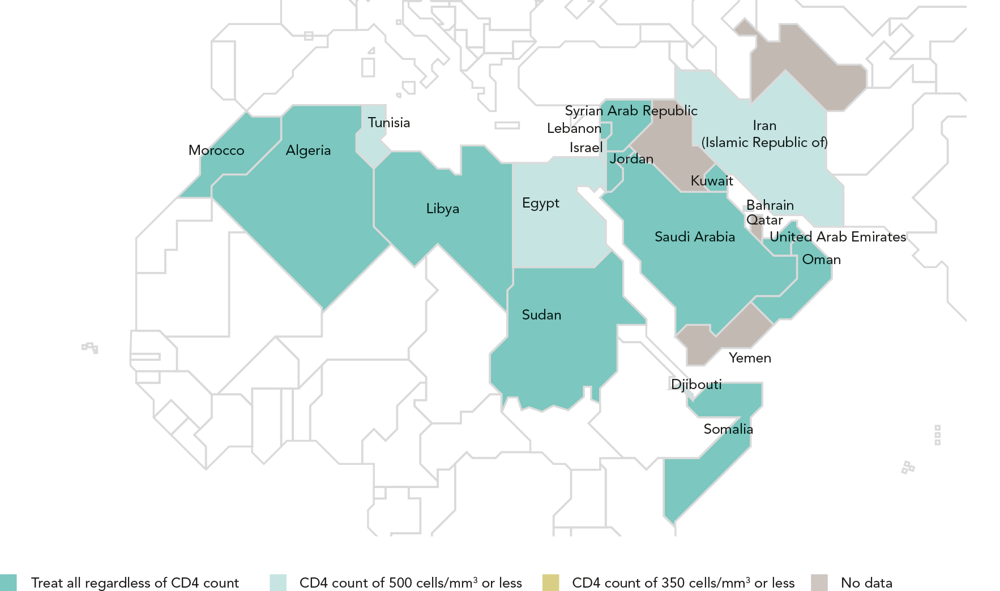 Syrian Arab Republic
Tunisia
Lebanon
Iran
(Islamic Republic of)
Israel
Morocco
Algeria
Jordan
Kuwait
Egypt
Bahrain
Libya
Qatar
Saudi Arabia
United Arab Emirates
Oman
Sudan
Yemen
Djibouti
Somalia
Treat all regardless of CD4 count
CD4 count of 500 cells/mm³ or less
CD4 count of 350 cells/mm³ or less
No data